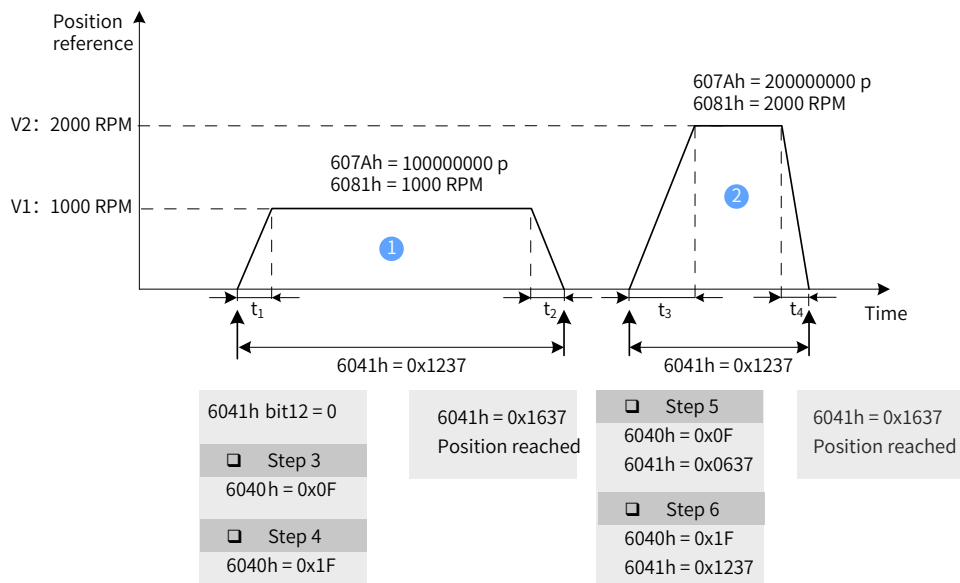 Position
reference
607Ah = 200000000 p
6081h = 2000 RPM
V2: 2000 RPM
607Ah = 100000000 p
6081h = 1000 RPM
2
V1: 1000 RPM
1
t1
t2
t3
t4
Time
6041h = 0x1237
6041h = 0x1237
6041h bit12 = 0
❑ Step 3
6040h = 0x0F
❑ Step 4
6040h = 0x1F
6041h = 0x1637
Position reached
❑ Step 5
6040h = 0x0F
6041h = 0x0637
❑ Step 6
6040h = 0x1F
6041h = 0x1237
6041h = 0x1637
Position reached